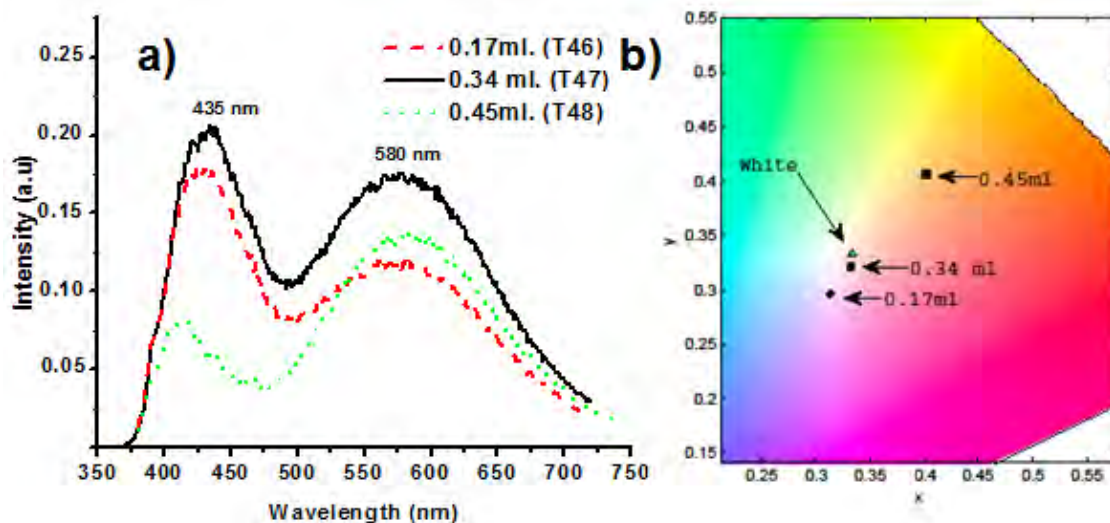 a)
0.17ml. (T46)
0.34 ml. (T47)
0.45ml. (T48)
435 nm
580 nm
0.25
0.20
0.15
0.10
0.05
350 400 450 500 550 600 650 700 750
Intensity (a.u)
Wavelength (nm)
b)
0.55
0.5
0.45
0.4
0.35
0.3
0.25
0.2
0.15
0.25 0.3 0.35 0.4 0.45 0.5 0.55
y
x
White
0.45ml
0.34 ml
0.17ml